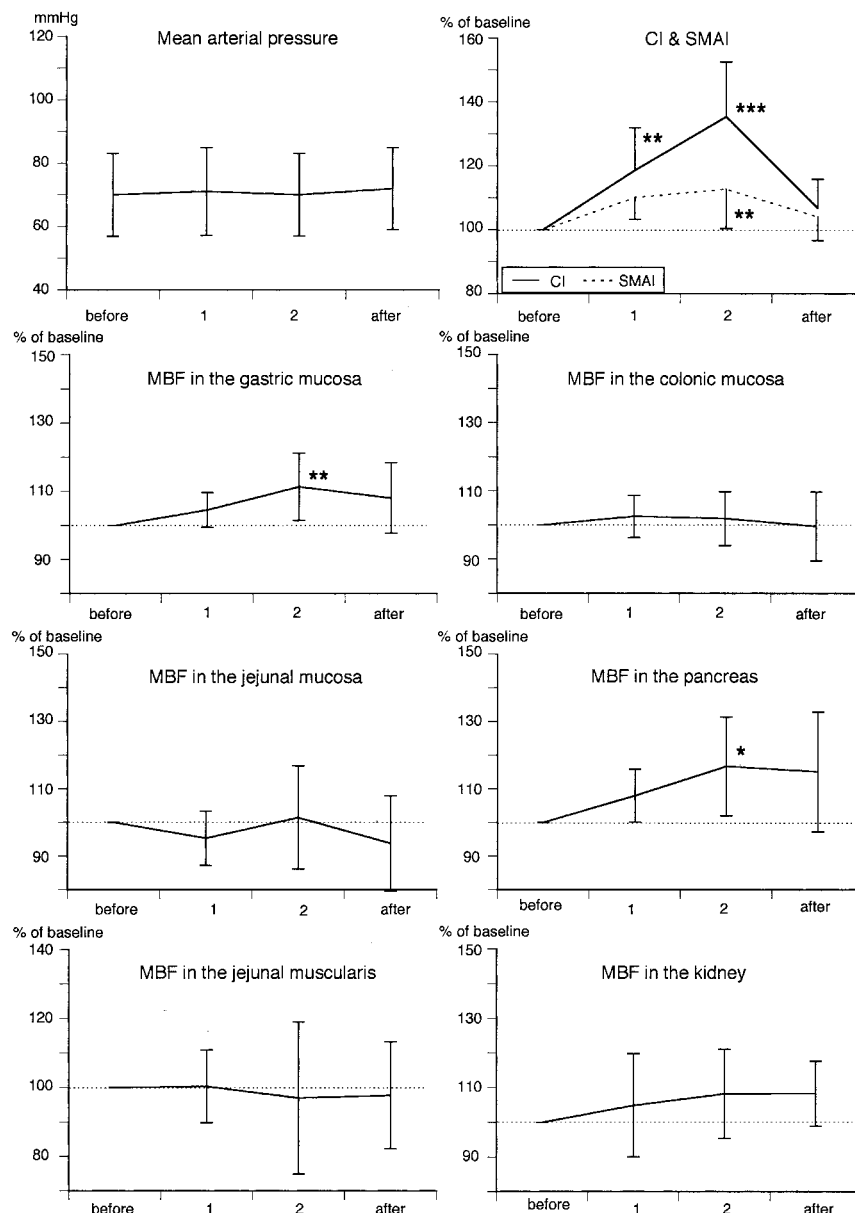 mmHg
Mean arterial pressure
120
100
80
60
40
before 1 2 after
% of baseline
CI & SMAI
160
140
120
100
80
**
***
**
CI SMAI
before 1 2 after
% of baseline
MBF in the gastric mucosa
150
130
110
90
**
before 1 2 after
% of baseline
MBF in the colonic mucosa
150
130
110
90
before 1 2 after
% of baseline
MBF in the jejunal mucosa
150
130
110
90
before 1 2 after
% of baseline
MBF in the pancreas
150
130
110
90
*
before 1 2 after
% of baseline
MBF in the jejunal muscularis
140
120
100
80
before 1 2 after
% of baseline
MBF in the kidney
150
130
110
90
before 1 2 after